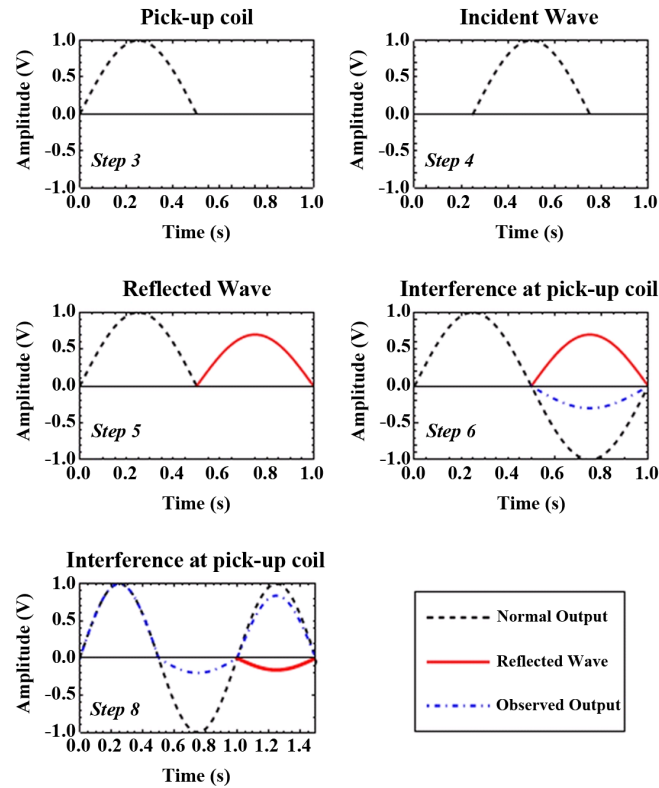 Pick-up coil
Incident Wave
Amplitude (V)
1.0
0.5
0.0
-0.5
-1.0
Step 3
0.0 0.2 0.4 0.6 0.8 1.0
Time (s)
Amplitude (V)
1.0
0.5
0.0
-0.5
-1.0
Step 4
0.0 0.2 0.4 0.6 0.8 1.0
Time (s)
Reflected Wave
Interference at pick-up coil
Amplitude (V)
1.0
0.5
0.0
-0.5
-1.0
Step 5
0.0 0.2 0.4 0.6 0.8 1.0
Time (s)
Amplitude (V)
1.0
0.5
0.0
-0.5
-1.0
Step 6
0.0 0.2 0.4 0.6 0.8 1.0
Time (s)
Interference at pick-up coil
Amplitude (V)
1.0
0.5
0.0
-0.5
-1.0
Step 8
0.0 0.2 0.4 0.6 0.8 1.0 1.2 1.4
Time (s)
Normal Output
Reflected Wave
Observed Output